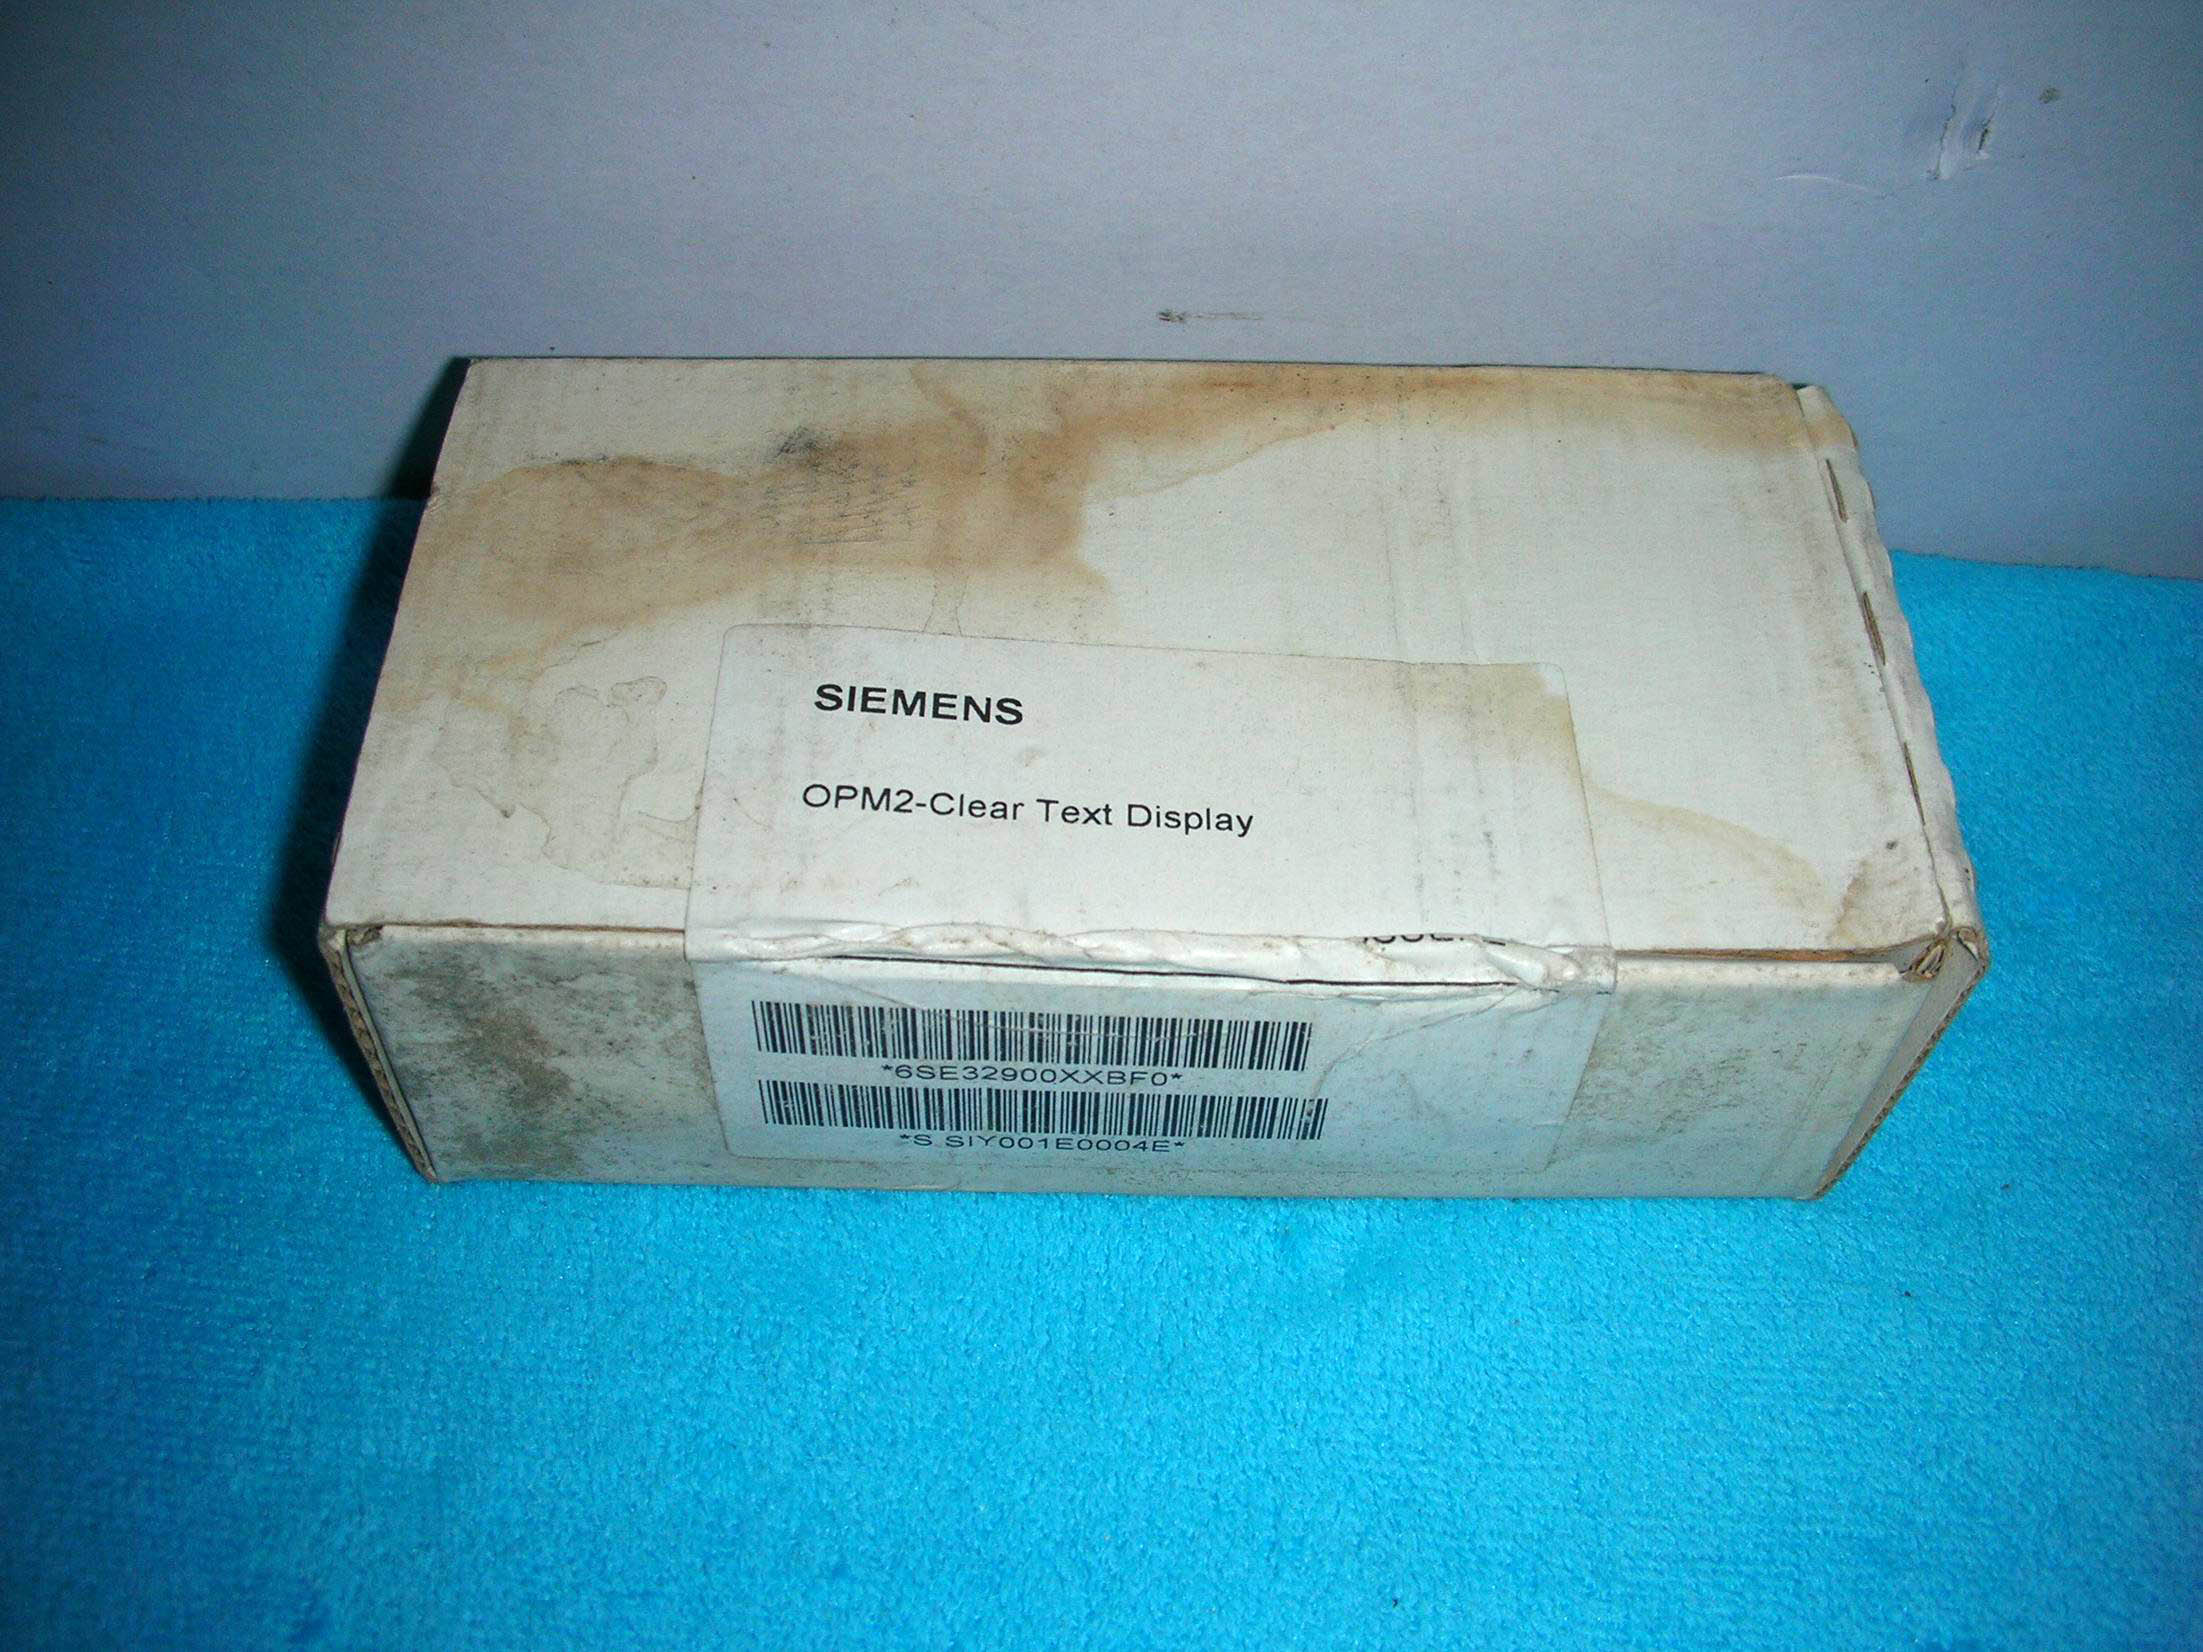 SIEMENS
OPM2-Clear Text Display
*6SE32900XXBF0*
*S SIY001E0004E*